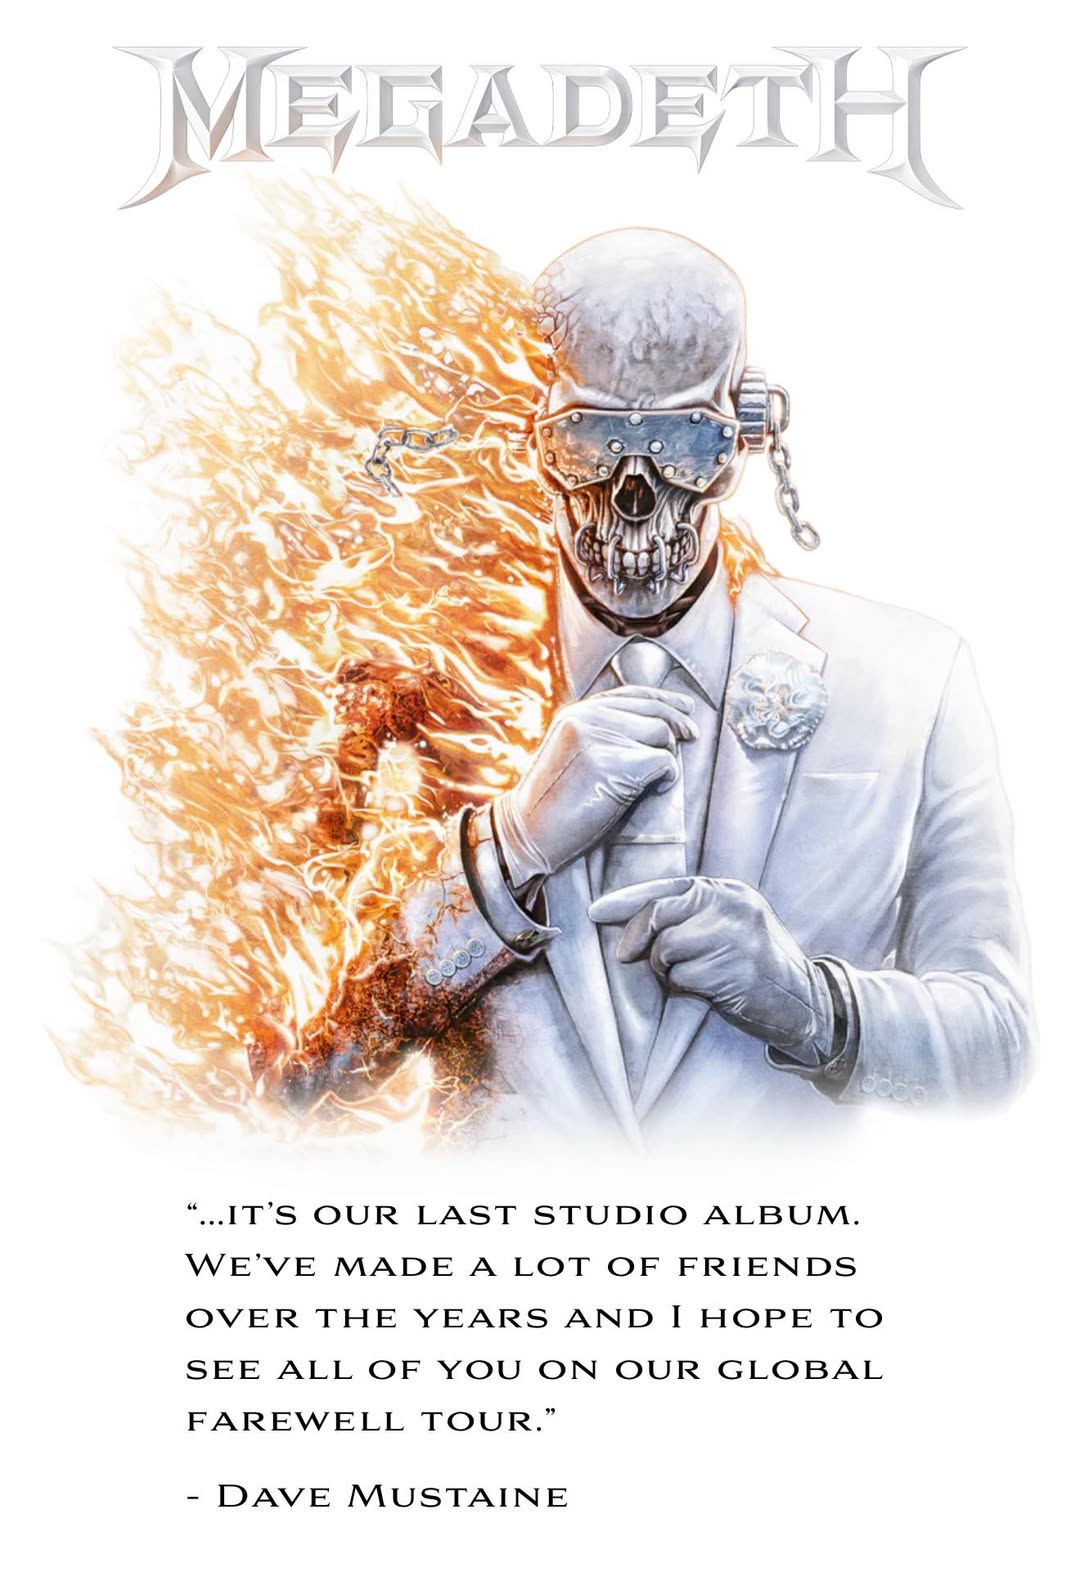 MEGADETH
“...it’s our last studio album.
We’ve made a lot of friends
over the years and I hope to
see all of you on our global
farewell tour.”
- Dave Mustaine